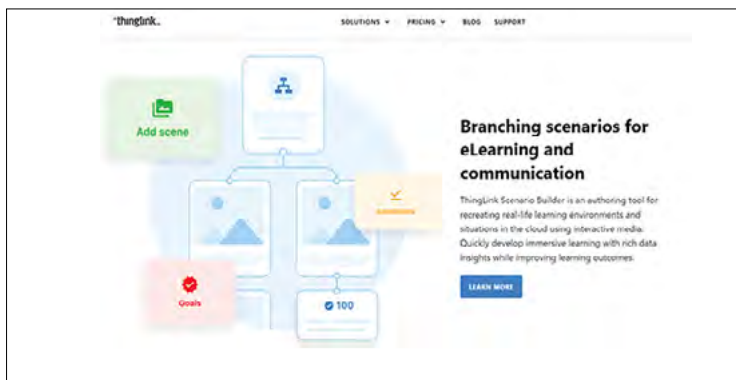 thinglink..
SOLUTIONS PRICING BLOG SUPPORT
Add scene
Goals
100
Branching scenarios for
eLearning and
communication
ThingLink Scenario Builder is an authoring tool for
recreating real-life learning environments and
situations in the cloud using interactive media.
Quickly develop immersive learning with rich data
insights while improving learning outcomes.
LEARN MORE